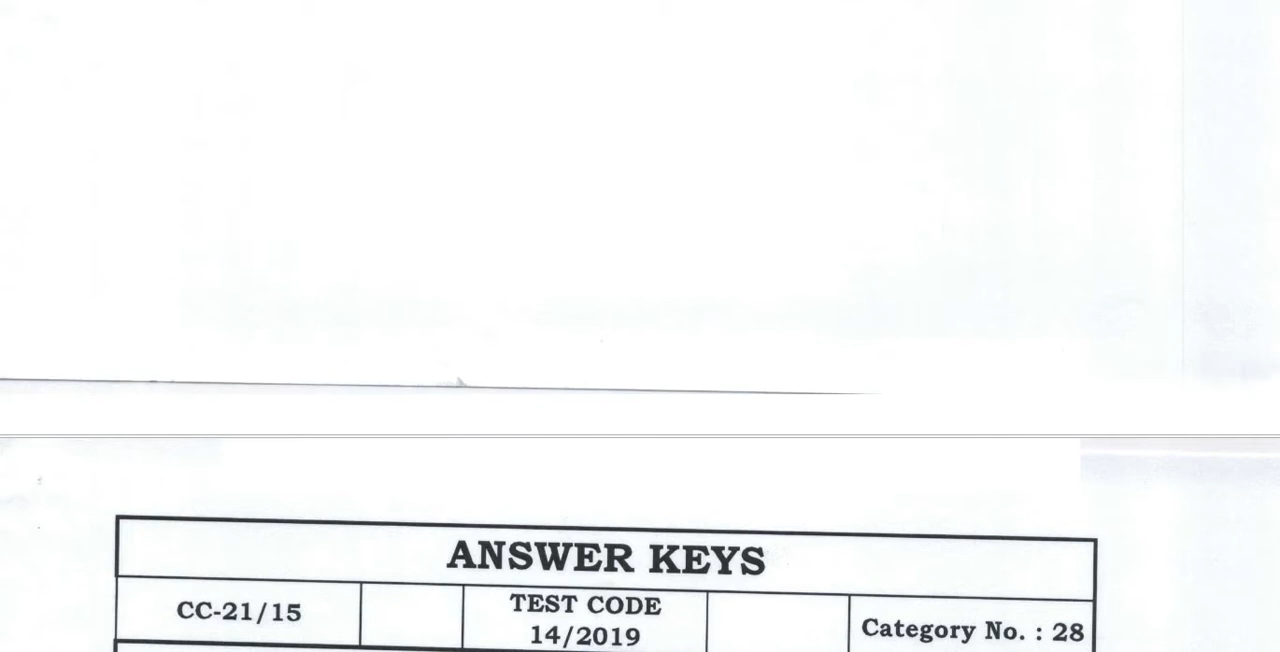 ANSWER KEYS
CC-21/15
TEST CODE
14/2019
Category No. : 28